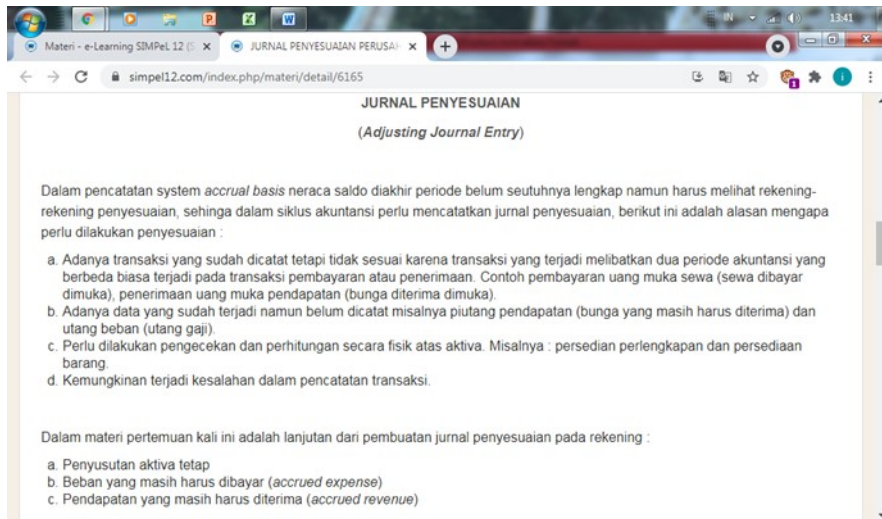 IN
13:41
Materi - e-Learning SIMPeL 12 (S
JURNAL PENYESUAIAN PERUSAH
simpel12.com/index.php/materi/detail/6165
1
i
JURNAL PENYESUAIAN
(Adjusting Journal Entry)
Dalam pencatatan system accrual basis neraca saldo diakhir periode belum seutuhnya lengkap namun harus melihat rekening-
rekening penyesuaian, sehinga dalam siklus akuntansi perlu mencatatkan jurnal penyesuaian, berikut ini adalah alasan mengapa
perlu dilakukan penyesuaian :
a. Adanya transaksi yang sudah dicatat tetapi tidak sesuai karena transaksi yang terjadi melibatkan dua periode akuntansi yang
berbeda biasa terjadi pada transaksi pembayaran atau penerimaan. Contoh pembayaran uang muka sewa (sewa dibayar
dimuka), penerimaan uang muka pendapatan (bunga diterima dimuka).
b. Adanya data yang sudah terjadi namun belum dicatat misalnya piutang pendapatan (bunga yang masih harus diterima) dan
utang beban (utang gaji).
c. Perlu dilakukan pengecekan dan perhitungan secara fisik atas aktiva. Misalnya : persedian perlengkapan dan persediaan
barang.
d. Kemungkinan terjadi kesalahan dalam pencatatan transaksi.
Dalam materi pertemuan kali ini adalah lanjutan dari pembuatan jurnal penyesuaian pada rekening :
a. Penyusutan aktiva tetap
b. Beban yang masih harus dibayar (accrued expense)
c. Pendapatan yang masih harus diterima (accrued revenue)